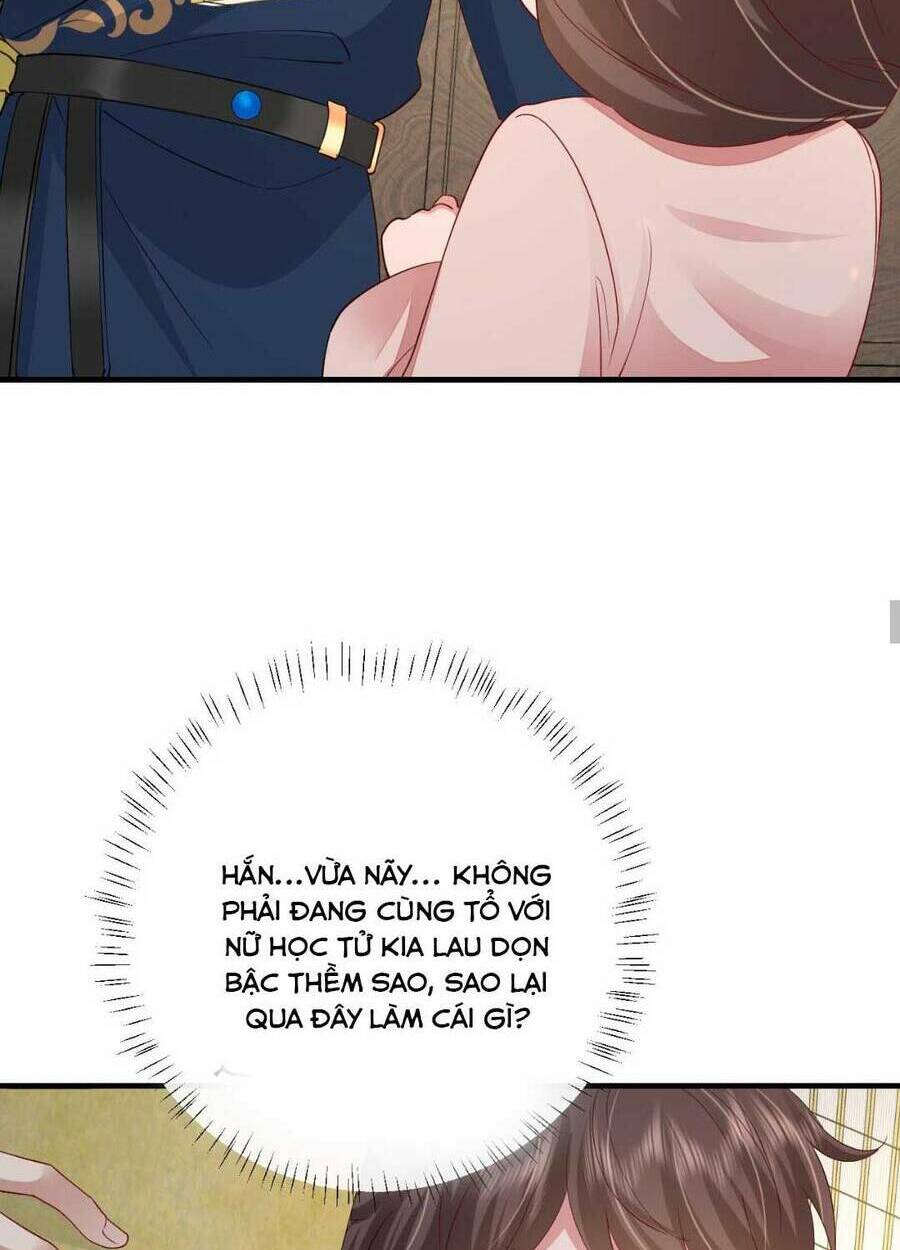 HẮN...VỪA NÃY... KHÔNG
PHẢI ĐANG CÙNG TỔ VỚI
NỮ HỌC TỬ KIA LAU DỌN
BẬC THỀM SAO, SAO LẠI
QUA ĐÂY LÀM CÁI GÌ?